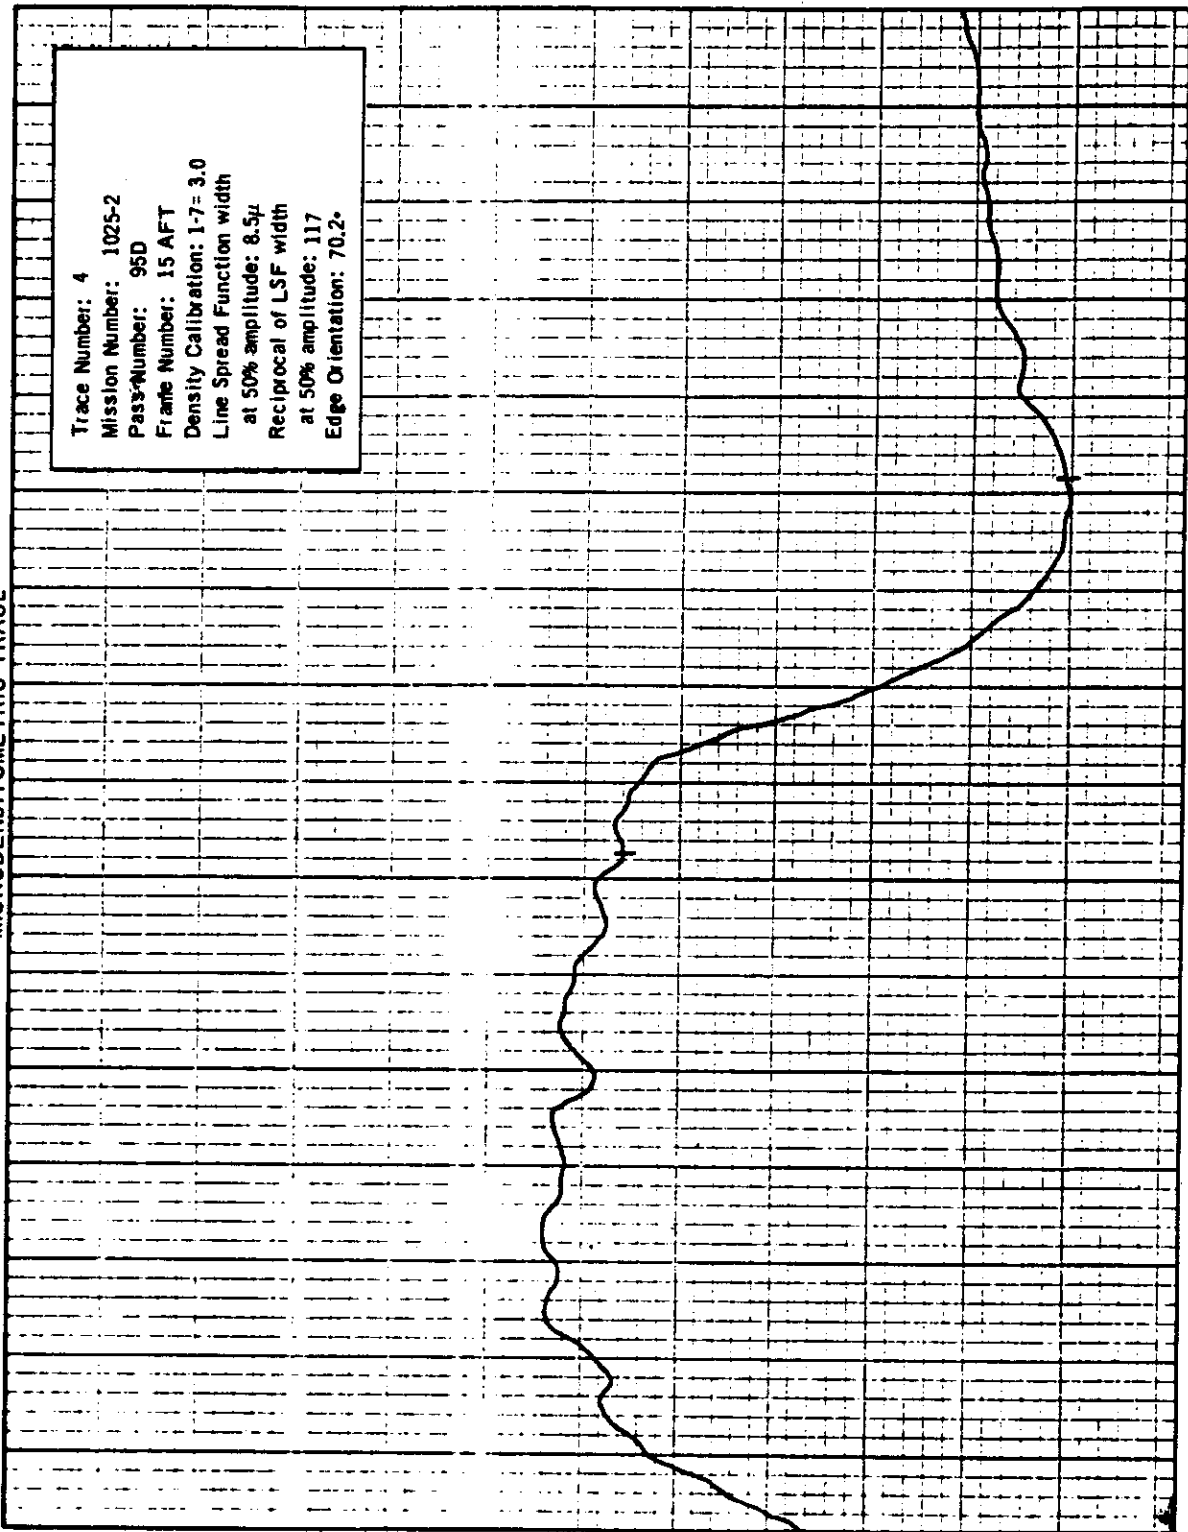 MICRODENSITOMETRIC TRACE
Trace Number: 4
Mission Number: 1025-2
Pass Number: 95D
Frame Number: 15 AFT
Density Calibration: 1-7= 3.0
Line Spread Function width
at 50% amplitude: 8.5µ
Reciprocal of LSF width
at 50% amplitude: 117
Edge Orientation: 70.2°